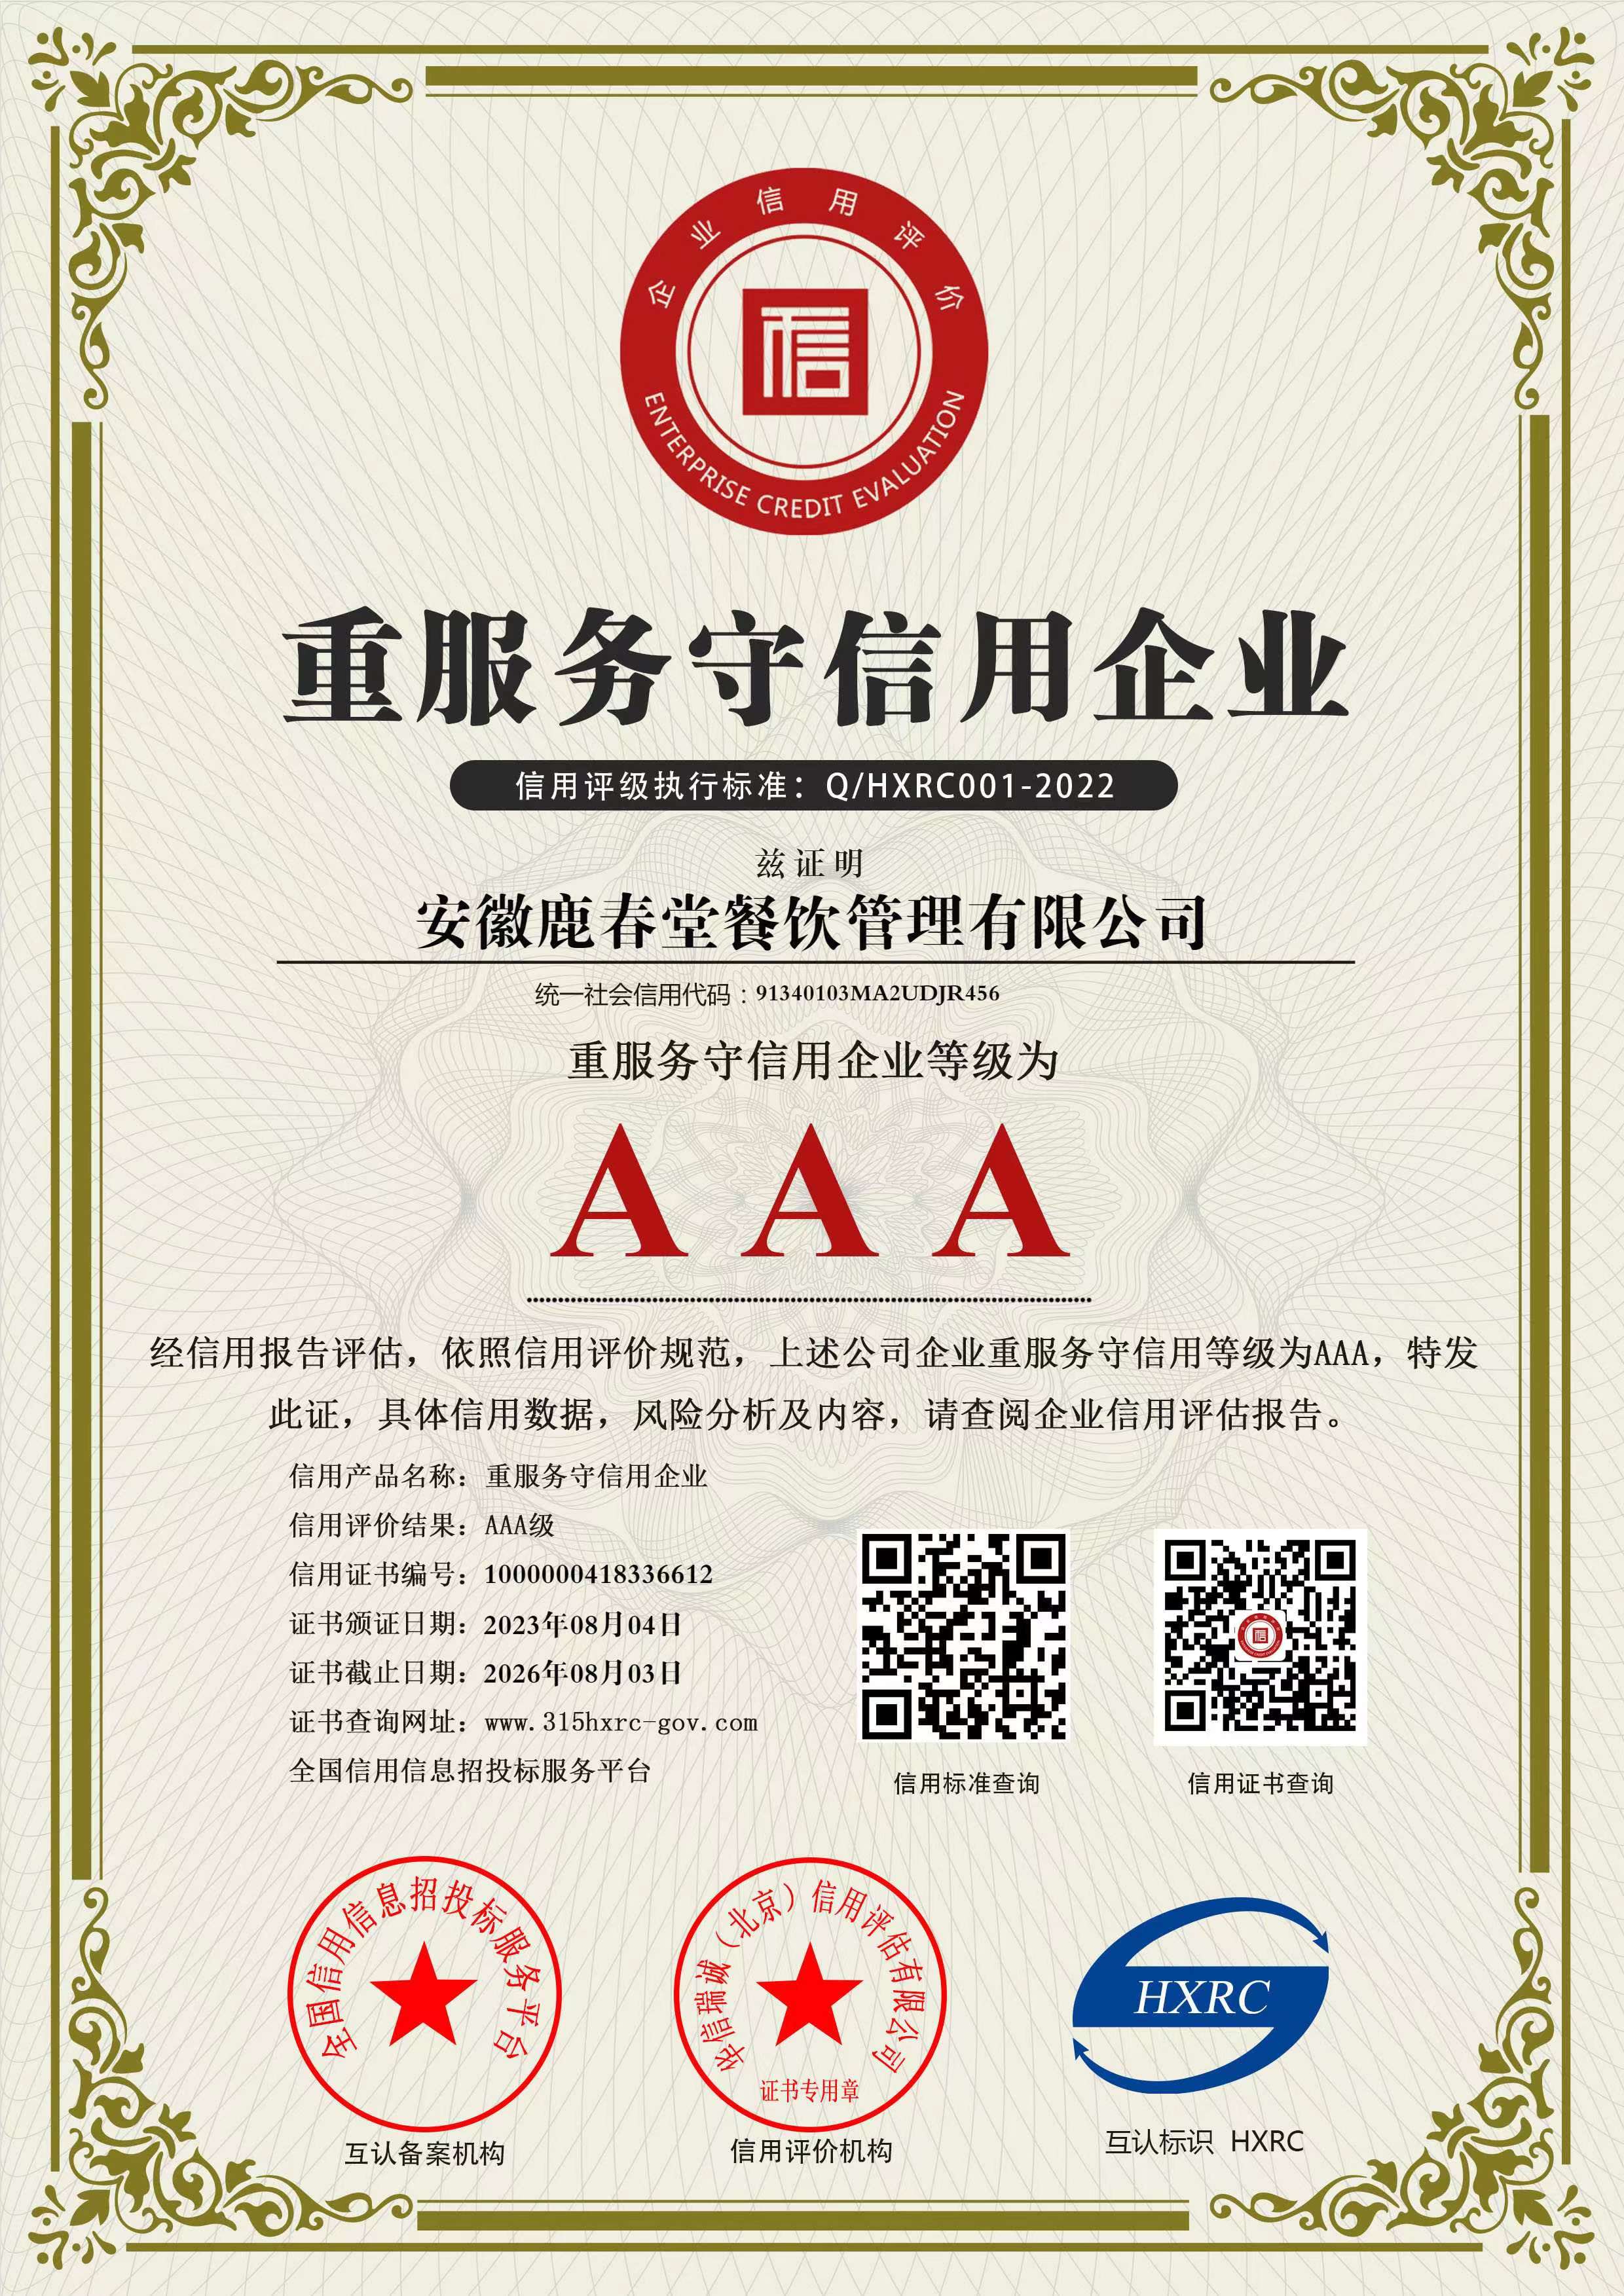 企业信用评价
ENTERPRISE CREDIT EVALUATION
重服务守信用企业
信用评级执行标准：Q/HXRC001-2022
兹证明
安徽鹿春堂餐饮管理有限公司
统一社会信用代码：91340103MA2UDJR456
重服务守信用企业等级为
AAA
经信用报告评估，依照信用评价规范，上述公司企业重服务守信用等级为AAA，特发
此证，具体信用数据，风险分析及内容，请查阅企业信用评估报告。
信用产品名称：重服务守信用企业
信用评价结果：AAA级
信用证书编号：1000000418336612
证书颁证日期：2023年08月04日
证书截止日期：2026年08月03日
证书查询网址：www.315hxrc-gov.com
全国信用信息招投标服务平台
信用标准查询
信用证书查询
全国信用信息招投标服务平台
互认备案机构
华信瑞诚（北京）信用评估有限公司
证书专用章
信用评价机构
HXRC
互认标识 HXRC